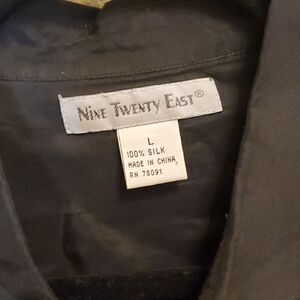 Nine Twenty East®
L
100% SILK
MADE IN CHINA
RN 78091